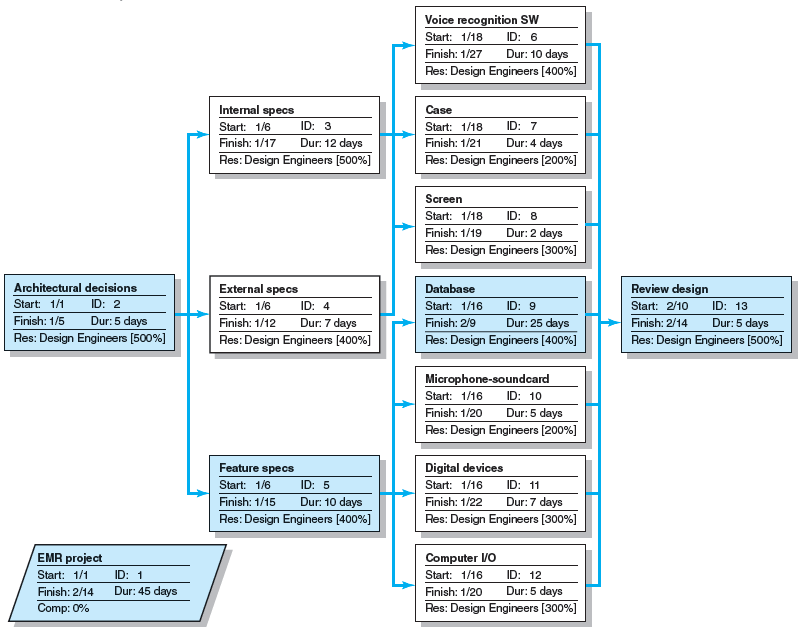 Voice recognition SW
Start: 1/18 ID: 6
Finish: 1/27 Dur: 10 days
Res: Design Engineers [400%]
Internal specs
Start: 1/6 ID: 3
Finish: 1/17 Dur: 12 days
Res: Design Engineers [500%]
Case
Start: 1/18 ID: 7
Finish: 1/21 Dur: 4 days
Res: Design Engineers [200%]
Screen
Start: 1/18 ID: 8
Finish: 1/19 Dur: 2 days
Res: Design Engineers [300%]
Architectural decisions
Start: 1/1 ID: 2
Finish: 1/5 Dur: 5 days
Res: Design Engineers [500%]
External specs
Start: 1/6 ID: 4
Finish: 1/12 Dur: 7 days
Res: Design Engineers [400%]
Database
Start: 1/16 ID: 9
Finish: 2/9 Dur: 25 days
Res: Design Engineers [400%]
Review design
Start: 2/10 ID: 13
Finish: 2/14 Dur: 5 days
Res: Design Engineers [500%]
Microphone-soundcard
Start: 1/16 ID: 10
Finish: 1/20 Dur: 5 days
Res: Design Engineers [200%]
Feature specs
Start: 1/6 ID: 5
Finish: 1/15 Dur: 10 days
Res: Design Engineers [400%]
Digital devices
Start: 1/16 ID: 11
Finish: 1/22 Dur: 7 days
Res: Design Engineers [300%]
EMR project
Start: 1/1 ID: 1
Finish: 2/14 Dur: 45 days
Comp: 0%
Computer I/O
Start: 1/16 ID: 12
Finish: 1/20 Dur: 5 days
Res: Design Engineers [300%]